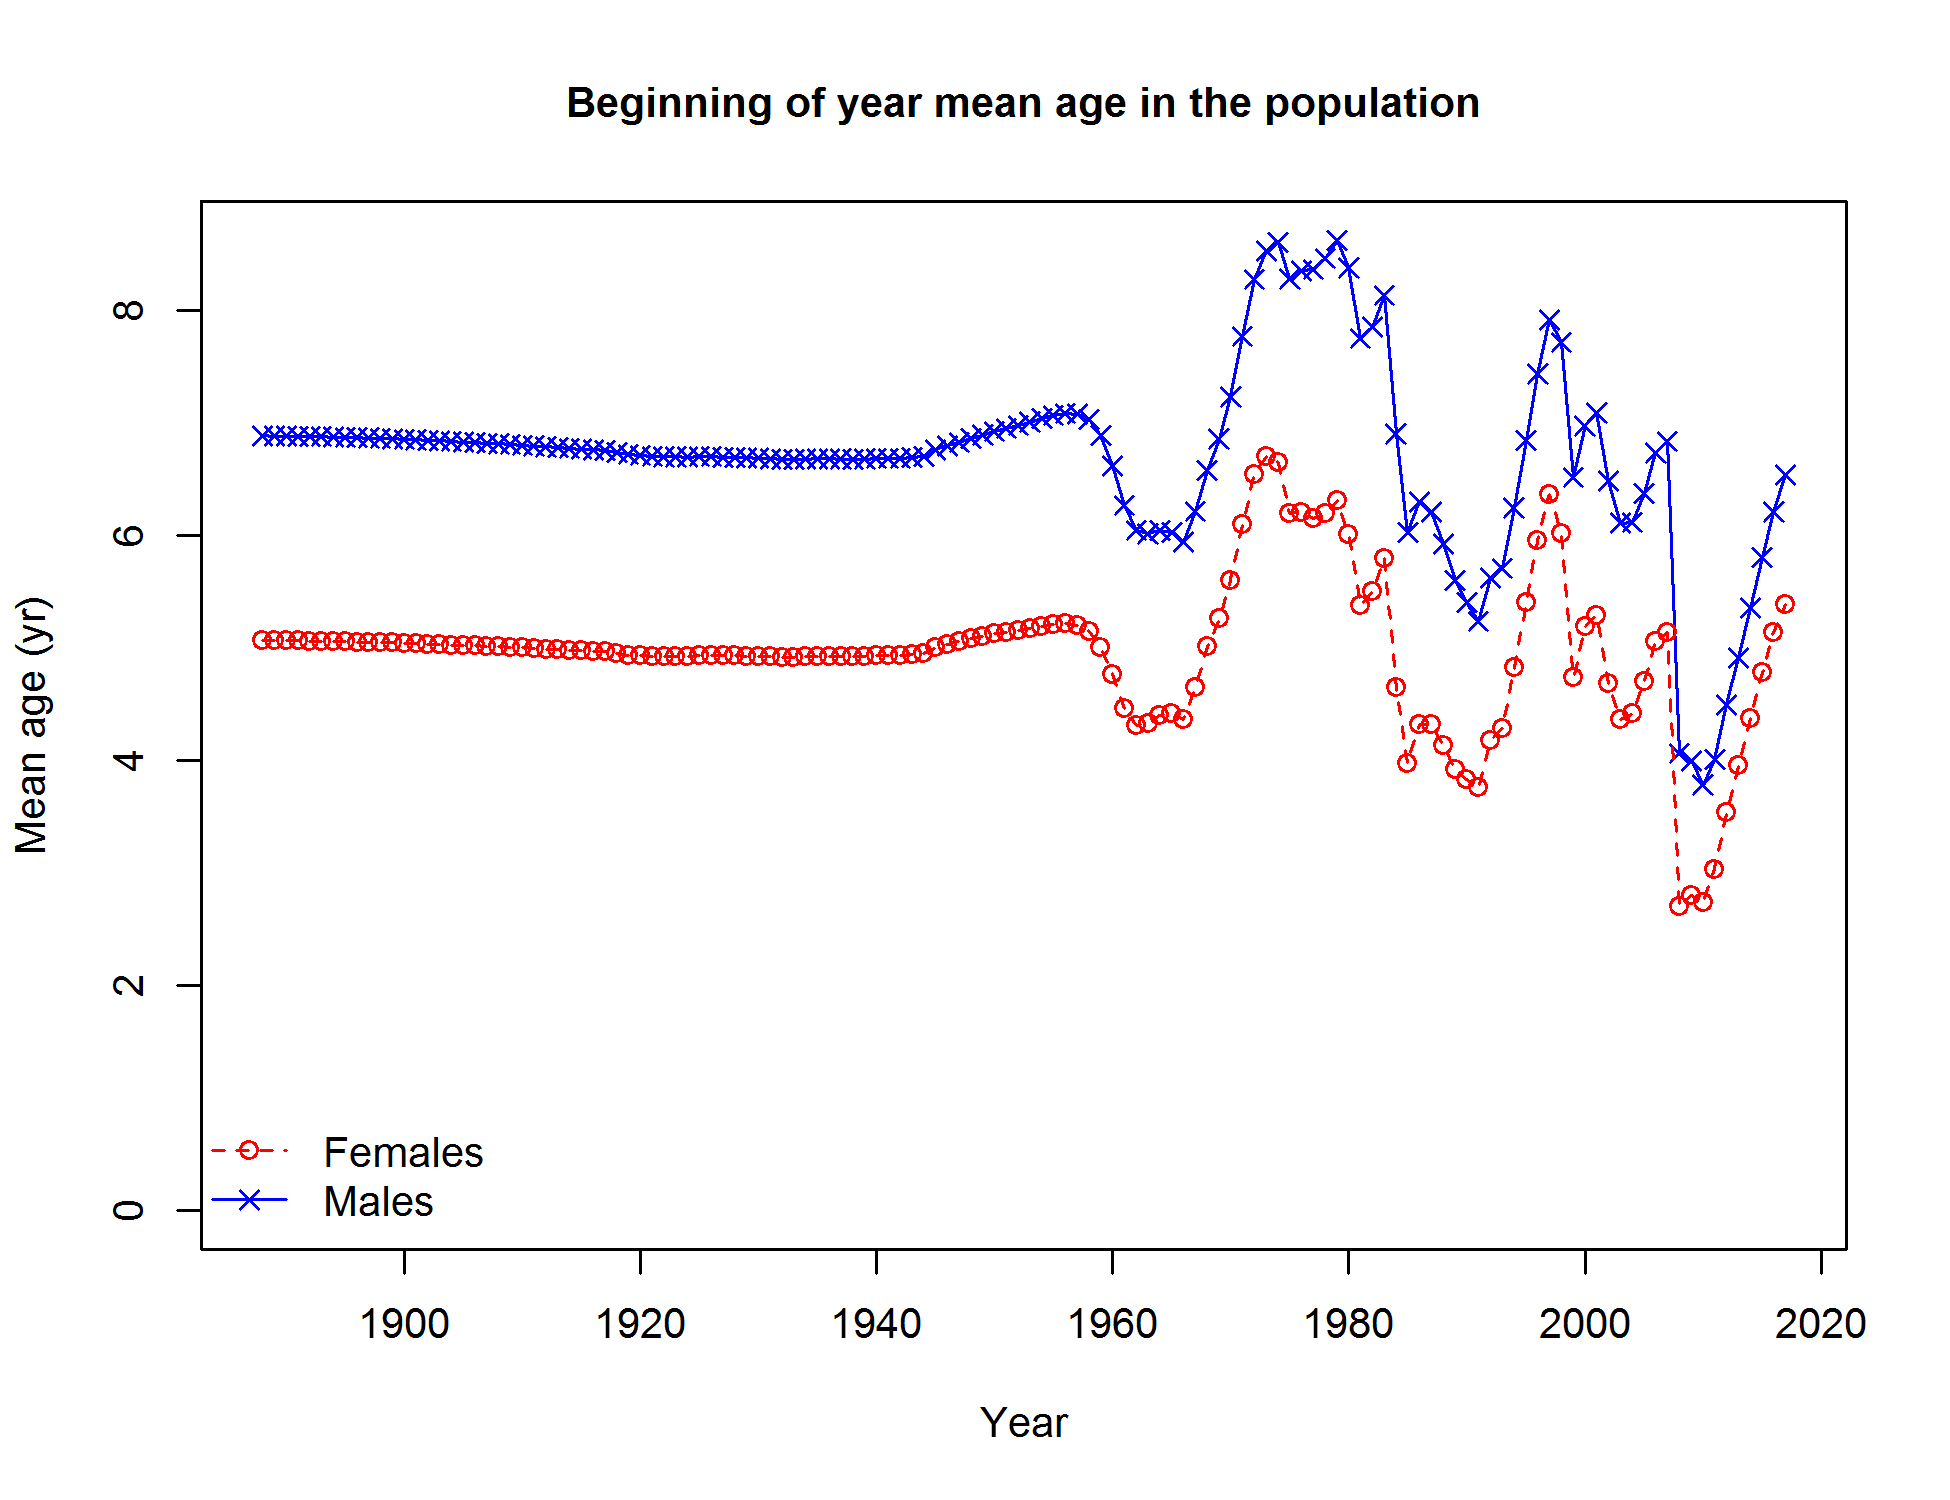 Beginning of year mean age in the population
Mean age (yr)
8
6
4
2
0
Females
Males
1900 1920 1940 1960 1980 2000 2020
Year